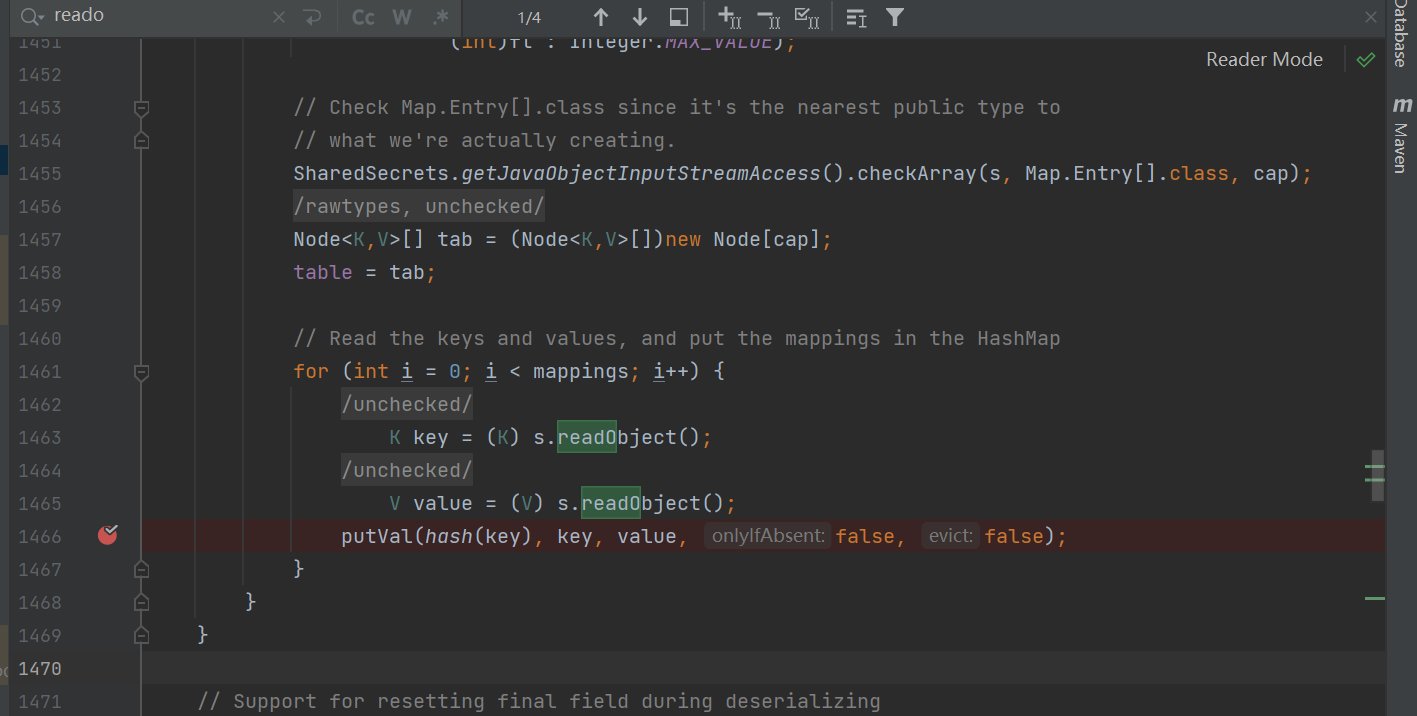 reado
Cc W .*
1/4
Database
Reader Mode
Maven
1451 (int)ft : Integer.MAX_VALUE);
1452
1453 // Check Map.Entry[].class since it's the nearest public type to
1454 // what we're actually creating.
1455 SharedSecrets.getJavaObjectInputStreamAccess().checkArray(s, Map.Entry[].class, cap);
1456 /rawtypes, unchecked/
1457 Node<K,V>[] tab = (Node<K,V>[])new Node[cap];
1458 table = tab;
1459
1460 // Read the keys and values, and put the mappings in the HashMap
1461 for (int i = 0; i < mappings; i++) {
1462 /unchecked/
1463 K key = (K) s.readObject();
1464 /unchecked/
1465 V value = (V) s.readObject();
1466 putVal(hash(key), key, value, onlyIfAbsent: false, evict: false);
1467 }
1468 }
1469 }
1470
1471 // Support for resetting final field during deserializing